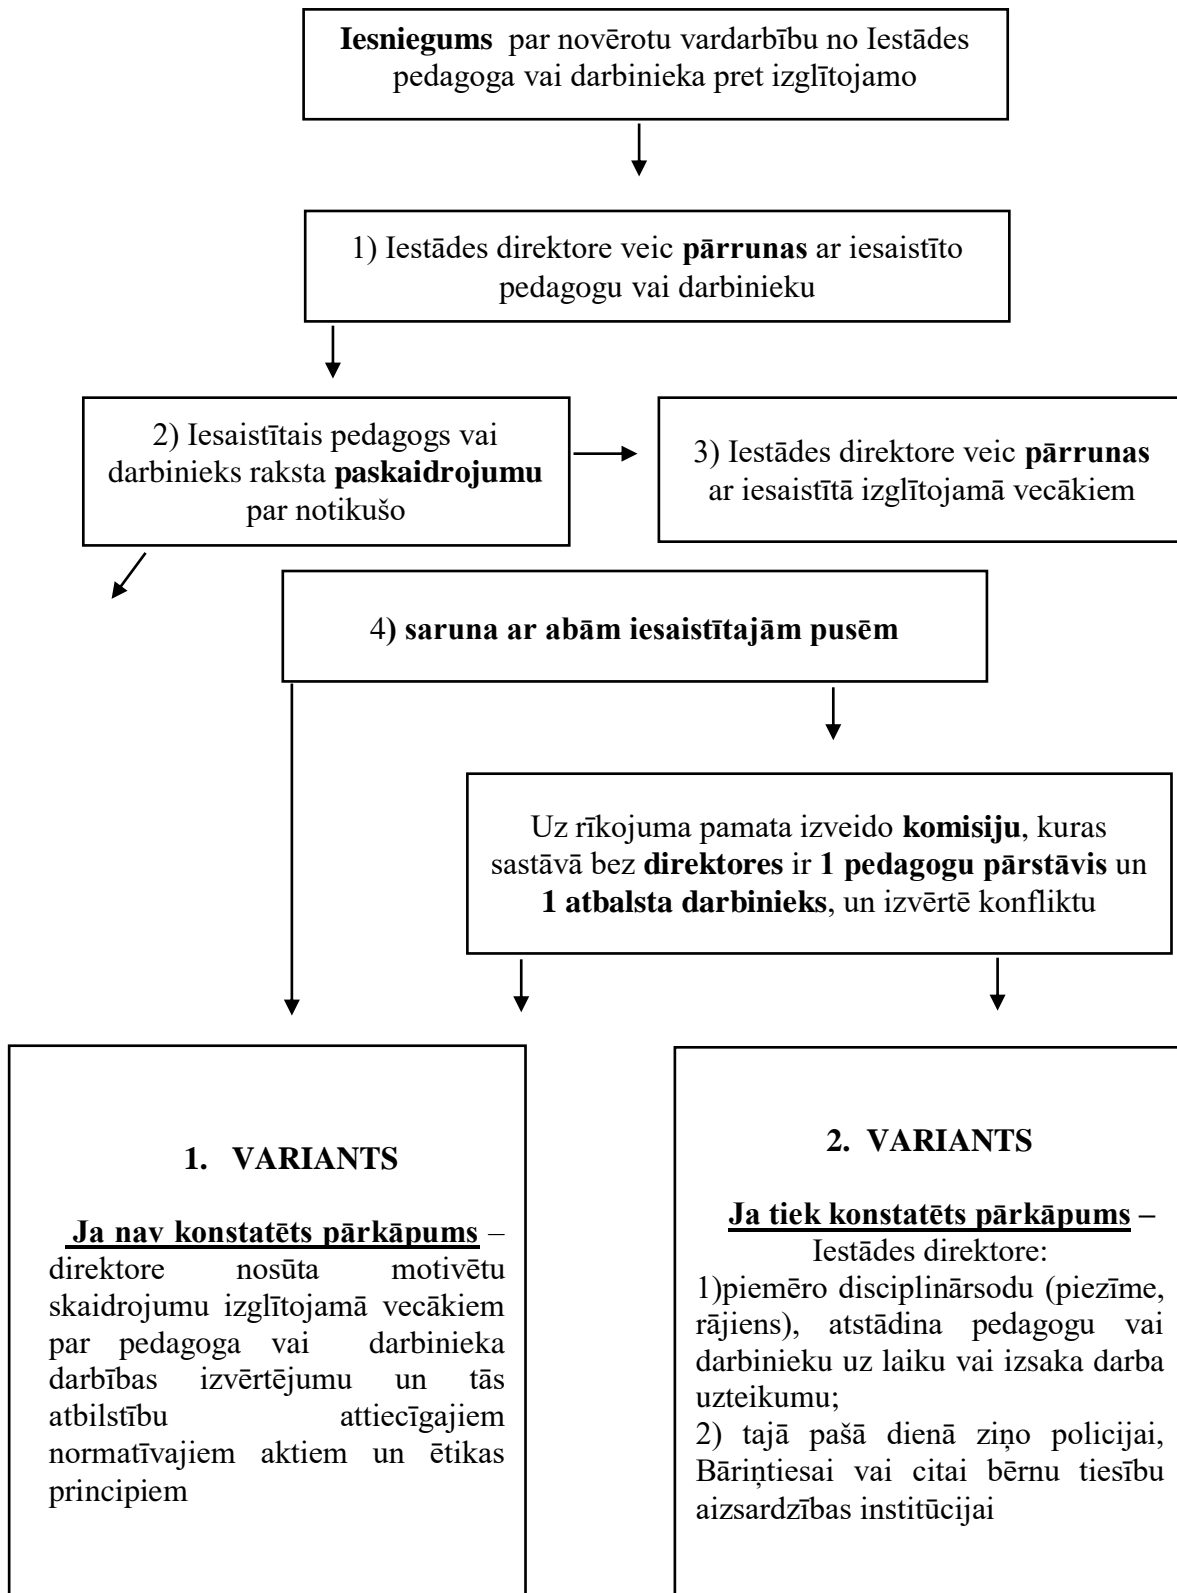 Iesniegums par novērotu vardarbību no Iestādes
pedagoga vai darbinieka pret izglītojamo
1) Iestādes direktore veic pārrunas ar iesaistīto
pedagogu vai darbinieku
2) Iesaistītais pedagogs vai
darbinieks raksta paskaidrojumu
par notikušo
3) Iestādes direktore veic pārrunas
ar iesaistītā izglītojamā vecākiem
4) saruna ar abām iesaistītajām pusēm
Uz rīkojuma pamata izveido komisiju, kuras
sastāvā bez direktores ir 1 pedagogu pārstāvis un
1 atbalsta darbinieks, un izvērtē konfliktu
1. VARIANTS
Ja nav konstatēts pārkāpums –
direktore nosūta motivētu
skaidrojumu izglītojamā vecākiem
par pedagoga vai darbinieka
darbības izvērtējumu un tās
atbilstību attiecīgajiem
normatīvajiem aktiem un ētikas
principiem
2. VARIANTS
Ja tiek konstatēts pārkāpums –
Iestādes direktore:
1)piemēro disciplinārsodu (piezīme,
rājiens), atstādina pedagogu vai
darbinieku uz laiku vai izsaka darba
uzteikumu;
2) tajā pašā dienā ziņo policijai,
Bāriņtiesai vai citai bērnu tiesību
aizsardzības institūcijai